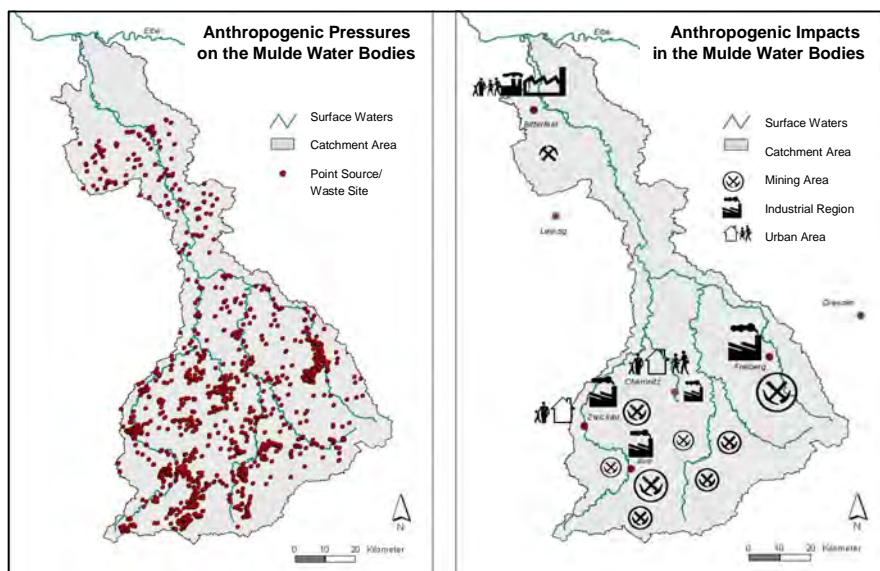 Anthropogenic Pressures
on the Mulde Water Bodies
Elbe
Surface Waters
Catchment Area
Point Source/
Waste Site
N
0 10 20 Kilometer
Anthropogenic Impacts
in the Mulde Water Bodies
Elbe
Surface Waters
Catchment Area
Mining Area
Industrial Region
Urban Area
Bitterfeld
Leipzig
Dresden
Freiberg
Chemnitz
Zwickau
Aue
N
0 10 20 Kilometer